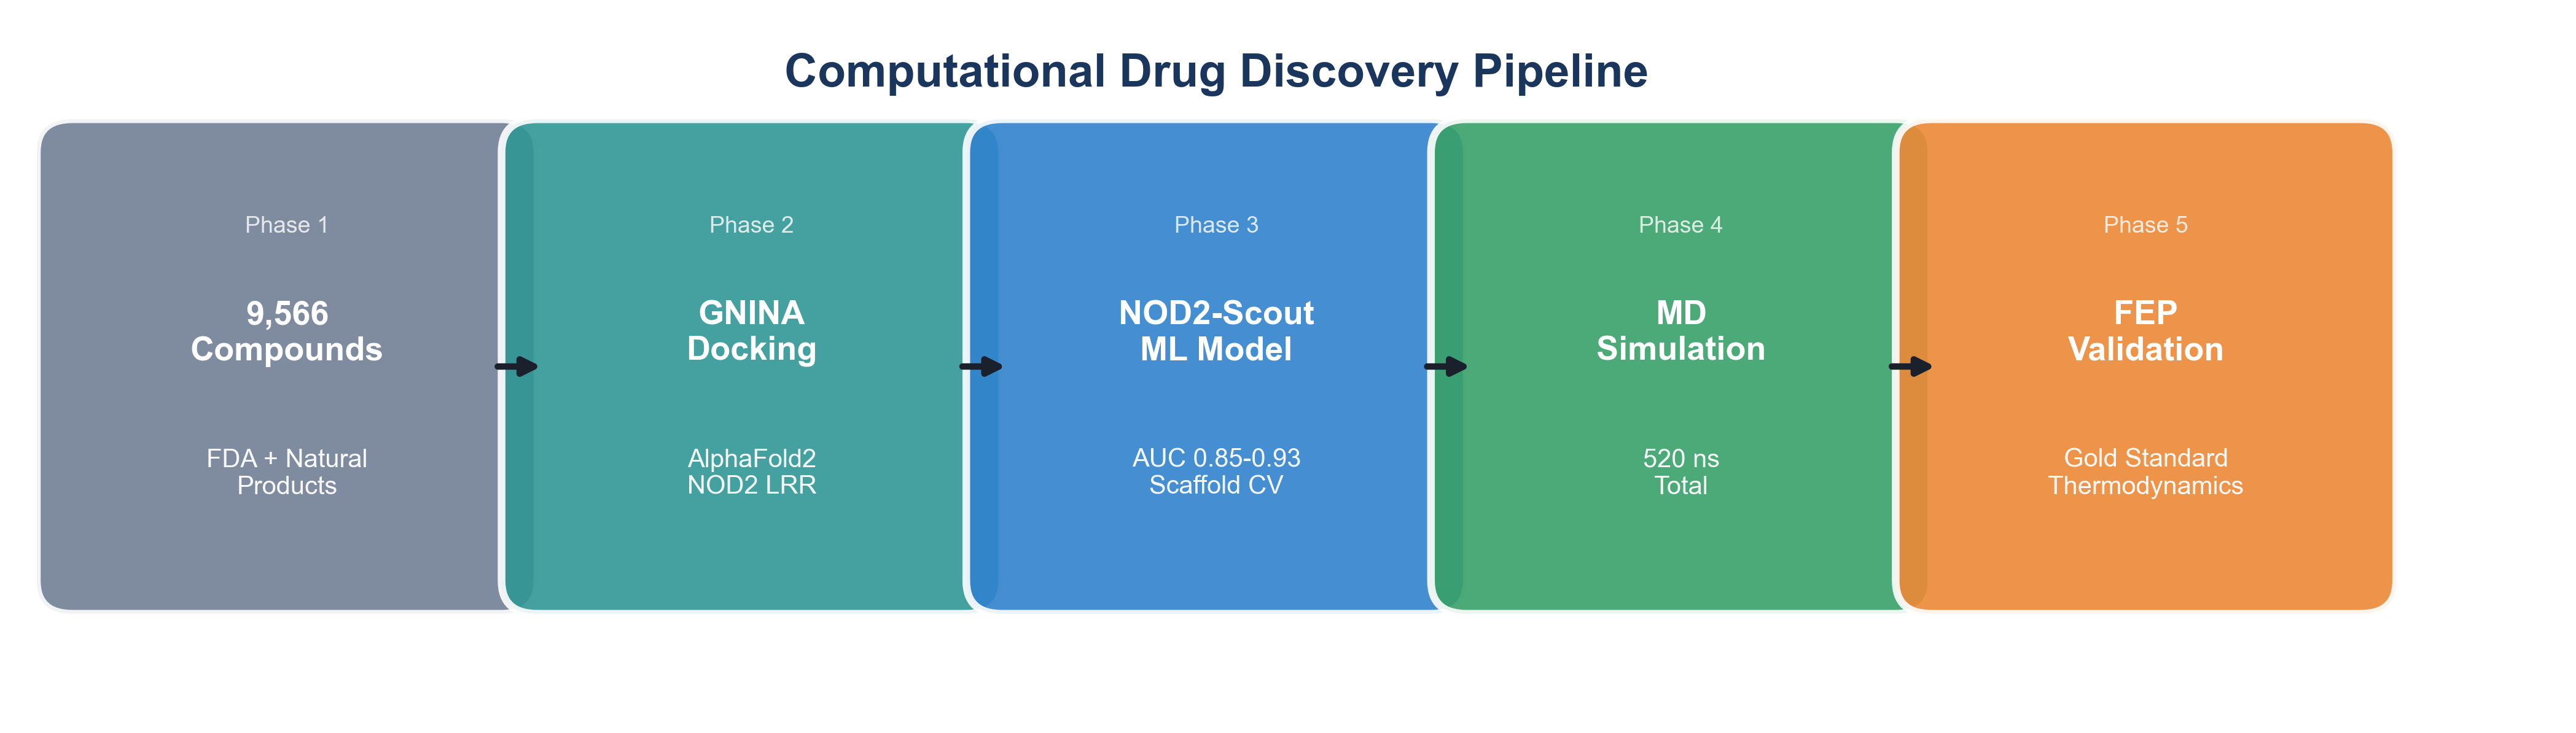 Computational Drug Discovery Pipeline
Phase 1
9,566
Compounds
FDA + Natural
Products
Phase 2
GNINA
Docking
AlphaFold2
NOD2 LRR
Phase 3
NOD2-Scout
ML Model
AUC 0.85-0.93
Scaffold CV
Phase 4
MD
Simulation
520 ns
Total
Phase 5
FEP
Validation
Gold Standard
Thermodynamics